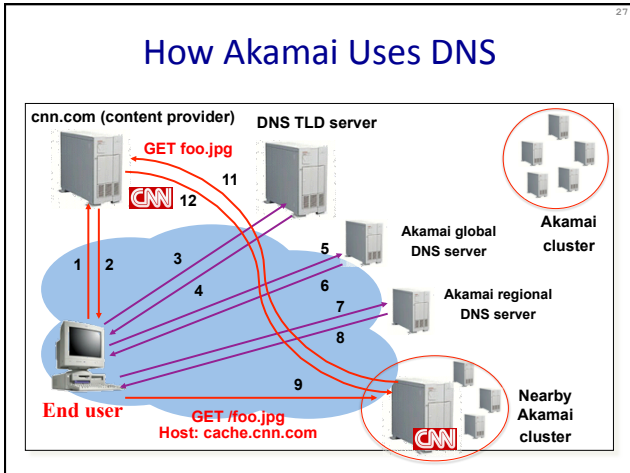 27
How Akamai Uses DNS
cnn.com (content provider)
DNS TLD server
GET foo.jpg
11
CNN
12
Akamai
cluster
Akamai global
DNS server
1
2
3
4
5
6
Akamai regional
DNS server
7
8
9
End user
GET /foo.jpg
Host: cache.cnn.com
CNN
Nearby
Akamai
cluster